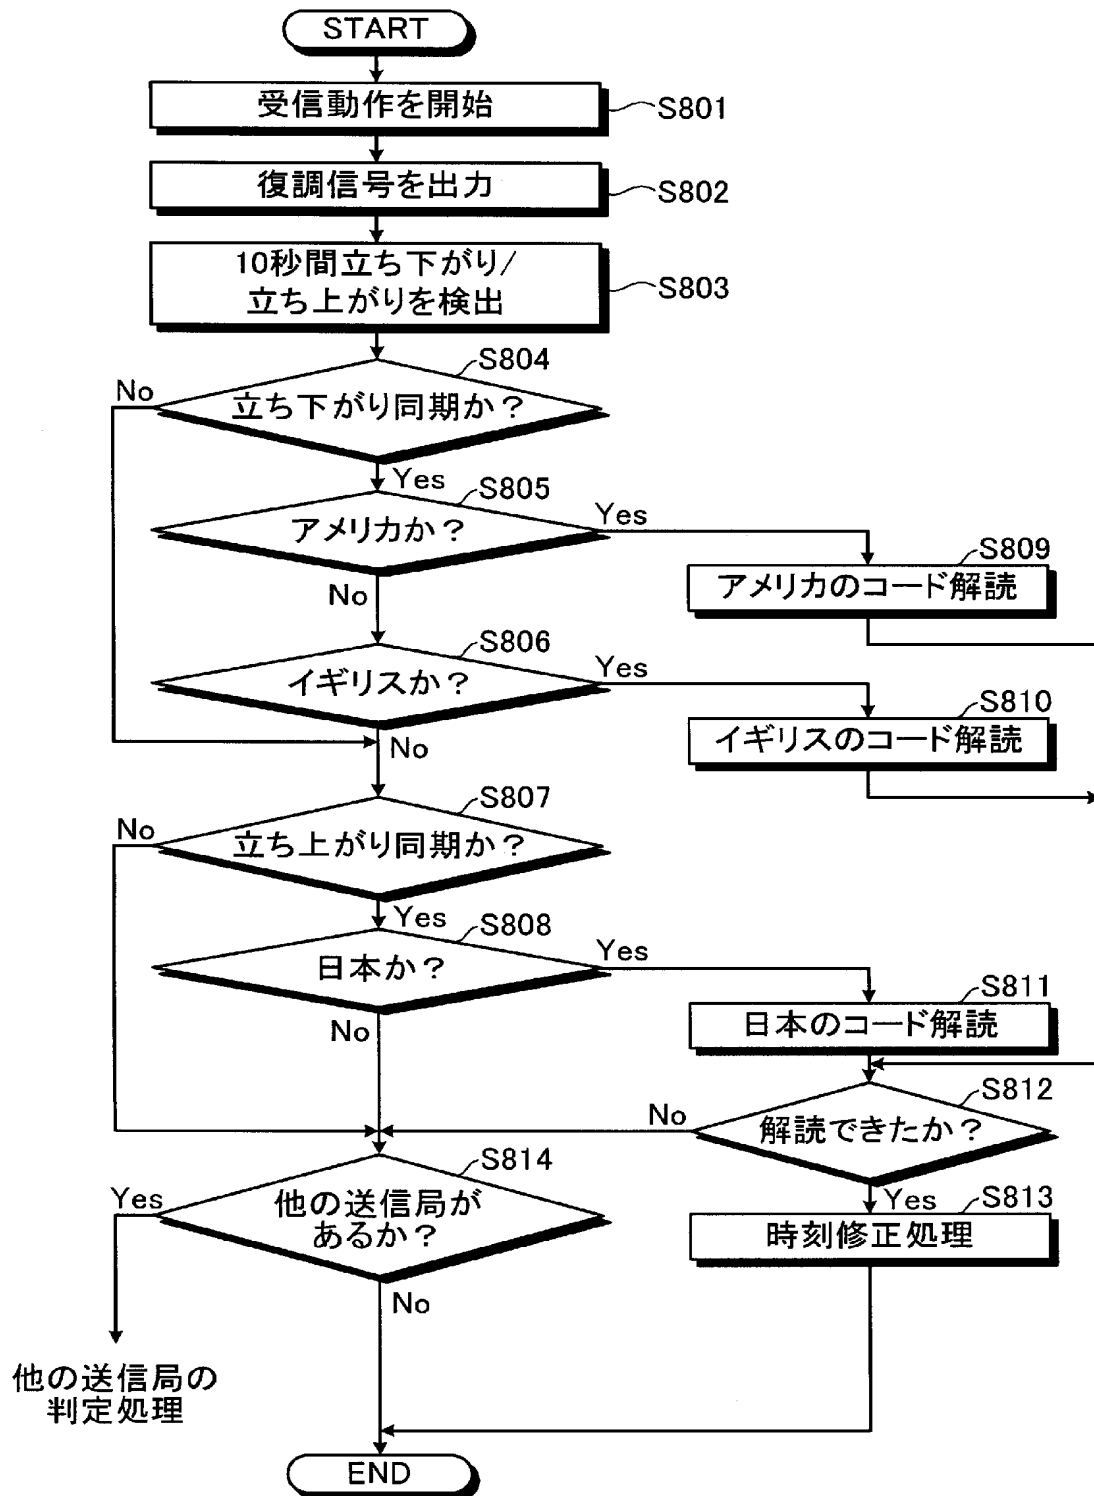 START
受信動作を開始
S801
復調信号を出力
S802
10秒間立ち下がり/
立ち上がりを検出
S803
S804
No
立ち下がり同期か？
Yes
S805
アメリカか？
Yes
S809
アメリカのコード解読
No
S806
イギリスか？
Yes
S810
イギリスのコード解読
No
S807
No
立ち上がり同期か？
Yes
S808
日本か？
Yes
S811
日本のコード解読
No
S812
No
解読できたか？
S814
Yes
他の送信局が
あるか？
Yes
S813
時刻修正処理
No
他の送信局の
判定処理
END